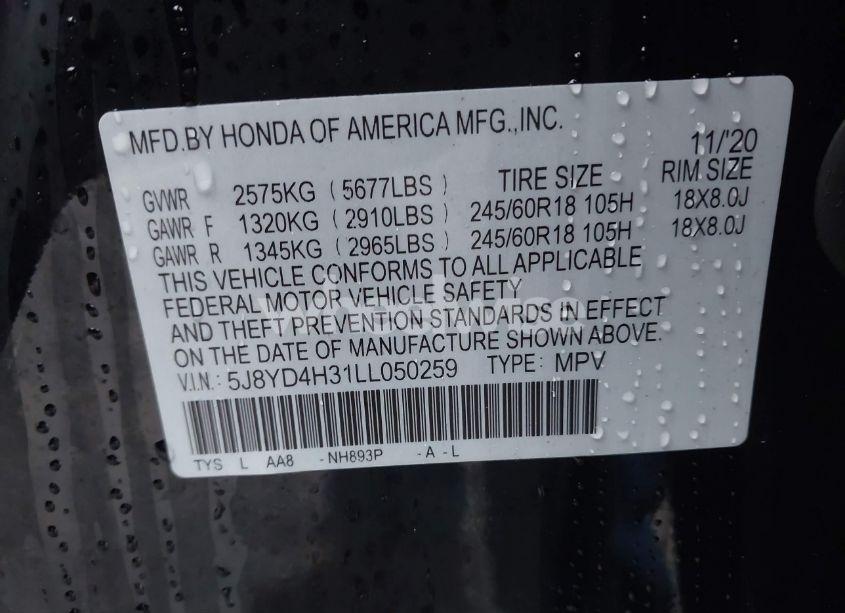 MFD.BY HONDA OF AMERICA MFG.,INC.
11/'20
GVWR 2575KG (5677LBS) TIRE SIZE RIM SIZE
GAWR F 1320KG (2910LBS) 245/60R18 105H 18X8.0J
GAWR R 1345KG (2965LBS) 245/60R18 105H 18X8.0J
THIS VEHICLE CONFORMS TO ALL APPLICABLE
FEDERAL MOTOR VEHICLE SAFETY
AND THEFT PREVENTION STANDARDS IN EFFECT
ON THE DATE OF MANUFACTURE SHOWN ABOVE.
V.I.N.: 5J8YD4H31LL050259 TYPE: MPV
TYS L AA8 -NH893P -A-L